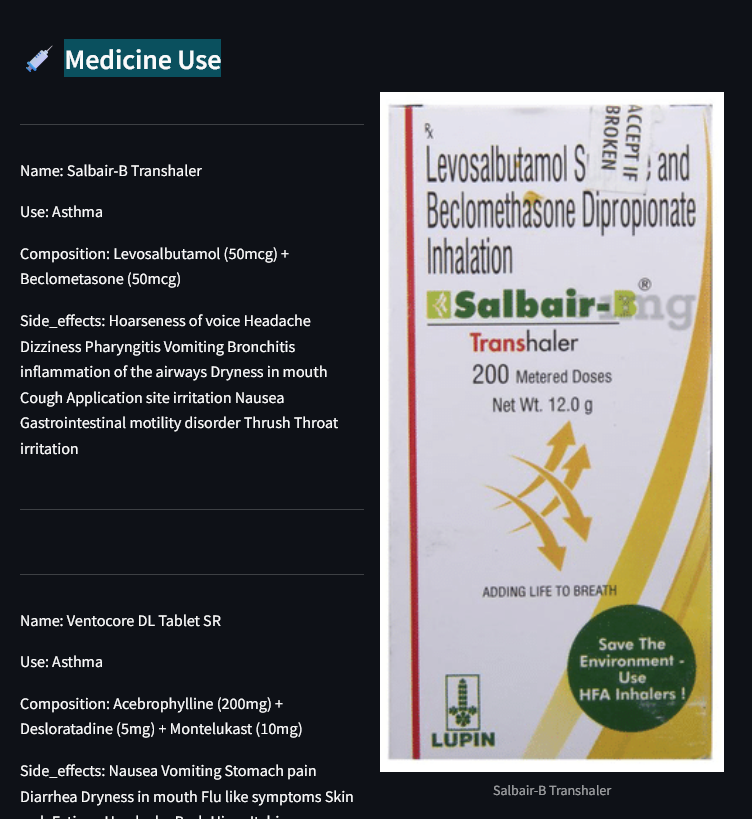 Medicine Use
Name: Salbair-B Transhaler
Use: Asthma
Composition: Levosalbutamol (50mcg) +
Beclometasone (50mcg)
Side_effects: Hoarseness of voice Headache
Dizziness Pharyngitis Vomiting Bronchitis
inflammation of the airways Dryness in mouth
Cough Application site irritation Nausea
Gastrointestinal motility disorder Thrush Throat
irritation
Name: Ventocore DL Tablet SR
Use: Asthma
Composition: Acebrophylline (200mg) +
Desloratadine (5mg) + Montelukast (10mg)
Side_effects: Nausea Vomiting Stomach pain
Diarrhea Dryness in mouth Flu like symptoms Skin
Rx
ACCEPT IF
BROKEN
Levosalbutamol and
Beclomethasone Dipropionate
Inhalation
Salbair-B®
1mg
Transhaler
200 Metered Doses
Net Wt. 12.0 g
ADDING LIFE TO BREATH
Save The
Environment -
Use
HFA Inhalers !
LUPIN
Salbair-B Transhaler